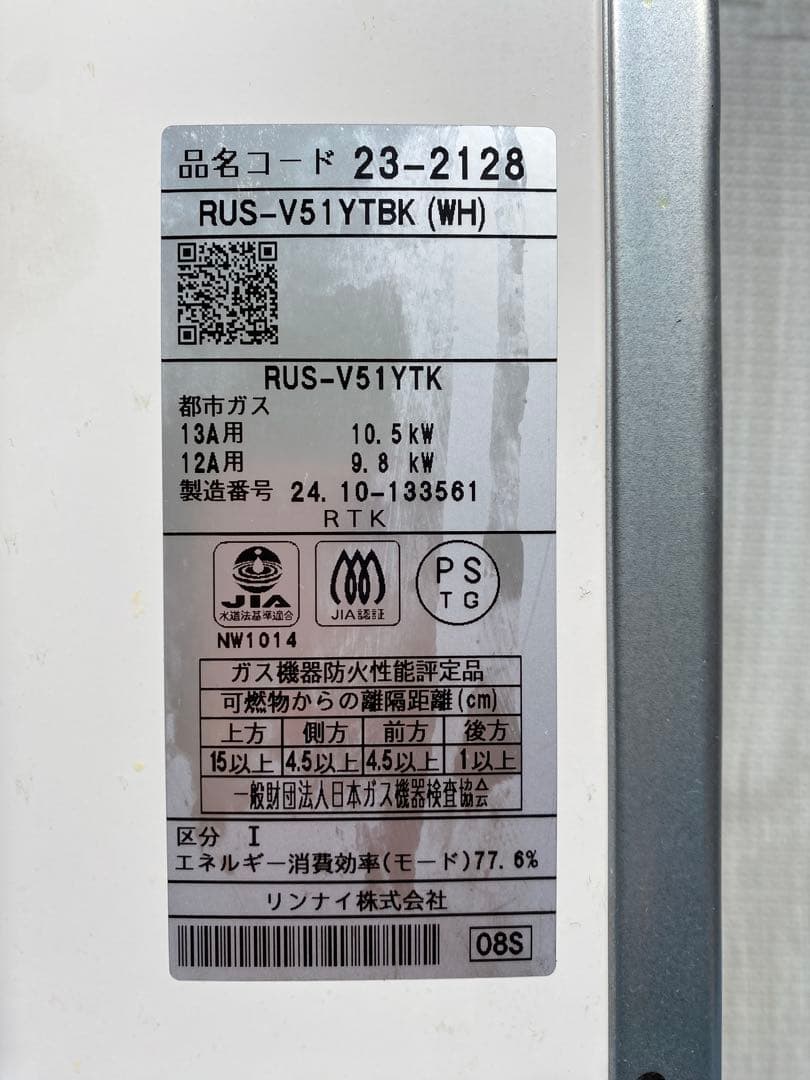 品名コード 23-2128
RUS-V51YTBK (WH)
RUS-V51YTK
都市ガス
13A用 10.5 kW
12A用 9.8 kW
製造番号 24.10-133561
RTK
JIA PS
水道法基準適合 JIA認証 TG
NW1014
ガス機器防火性能評定品
可燃物からの離隔距離(cm)
上方 側方 前方 後方
15以上 4.5以上 4.5以上 1以上
一般財団法人日本ガス機器検査協会
区分 I
エネルギー消費効率(モード)77.6%
リンナイ株式会社
08S